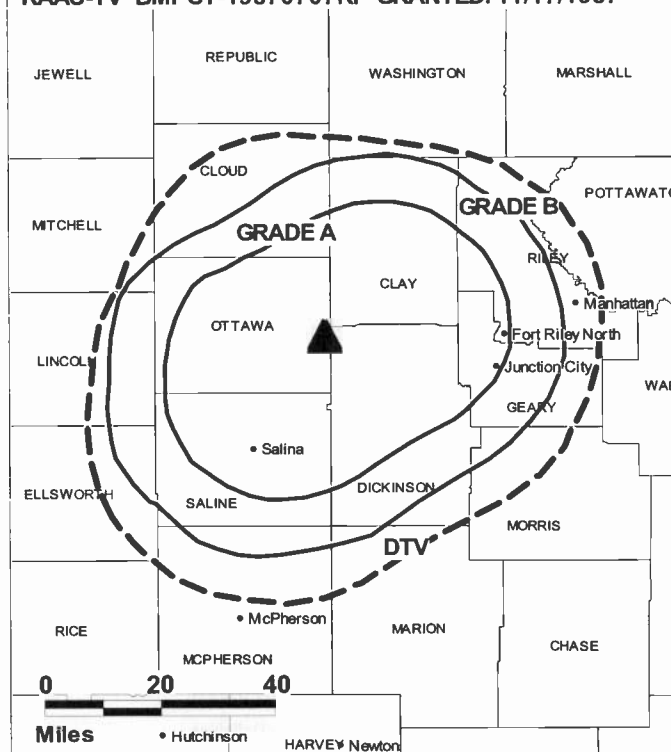 JEWELL
REPUBLIC
WASHINGTON
MARSHALL
CLOUD
POTTAWATO
MITCHELL
GRADE B
GRADE A
RILEY
CLAY
Manhattan
OTTAWA
Fort Riley North
LINCOLN
Junction City
WA
GEARY
Salina
DICKINSON
ELLSWORTH
SALINE
MORRIS
DTV
McPherson
RICE
MARION
CHASE
MCPHERSON
0 20 40
Miles
Hutchinson
HARVEY Newton